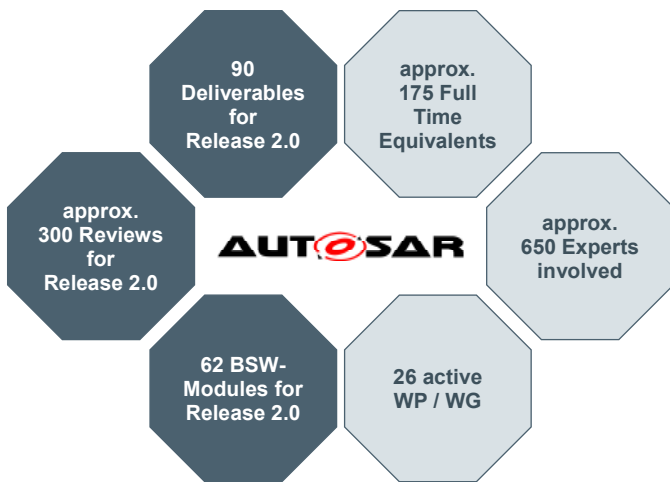 90
Deliverables
for
Release 2.0
approx.
175 Full
Time
Equivalents
approx.
300 Reviews
for
Release 2.0
AUTOSAR
approx.
650 Experts
involved
62 BSW-
Modules for
Release 2.0
26 active
WP / WG